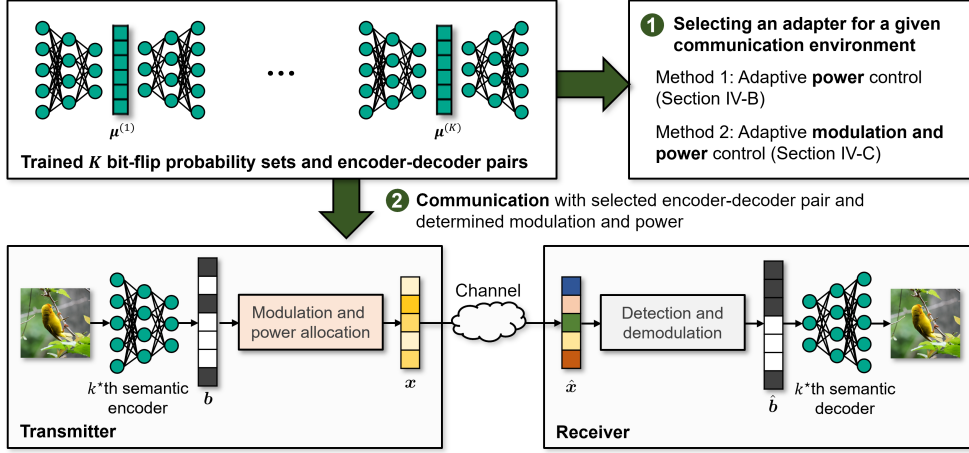 μ(1)
...
μ(K)
Trained K bit-flip probability sets and encoder-decoder pairs
1 Selecting an adapter for a given
communication environment
Method 1: Adaptive power control
(Section IV-B)
Method 2: Adaptive modulation and
power control (Section IV-C)
2 Communication with selected encoder-decoder pair and
determined modulation and power
k*th semantic
encoder
b
Modulation and
power allocation
x
Transmitter
Channel
x̂
Detection and
demodulation
b̂
k*th semantic
decoder
Receiver